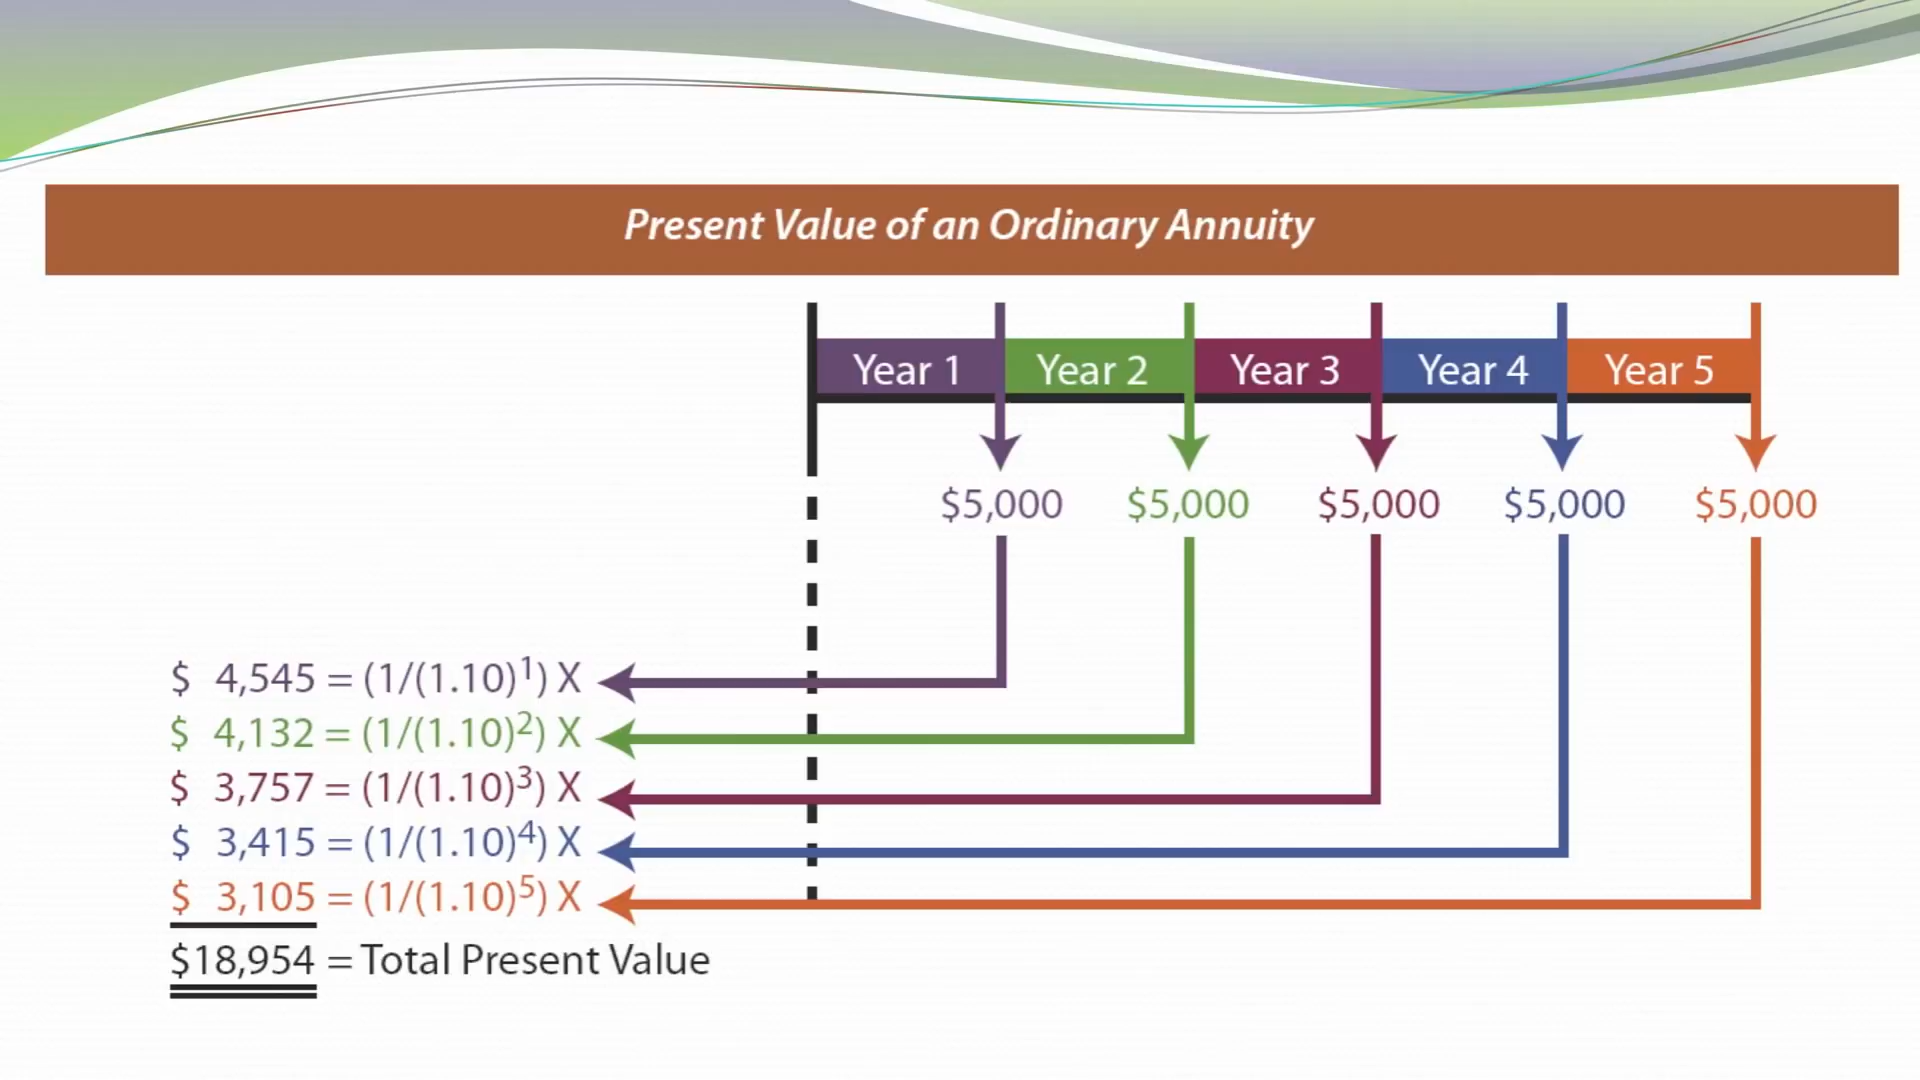 Present Value of an Ordinary Annuity
Year 1 Year 2 Year 3 Year 4 Year 5
$5,000 $5,000 $5,000 $5,000 $5,000
$ 4,545 = (1/(1.10)¹) X
$ 4,132 = (1/(1.10)²) X
$ 3,757 = (1/(1.10)³) X
$ 3,415 = (1/(1.10)⁴) X
$ 3,105 = (1/(1.10)⁵) X
$18,954 = Total Present Value